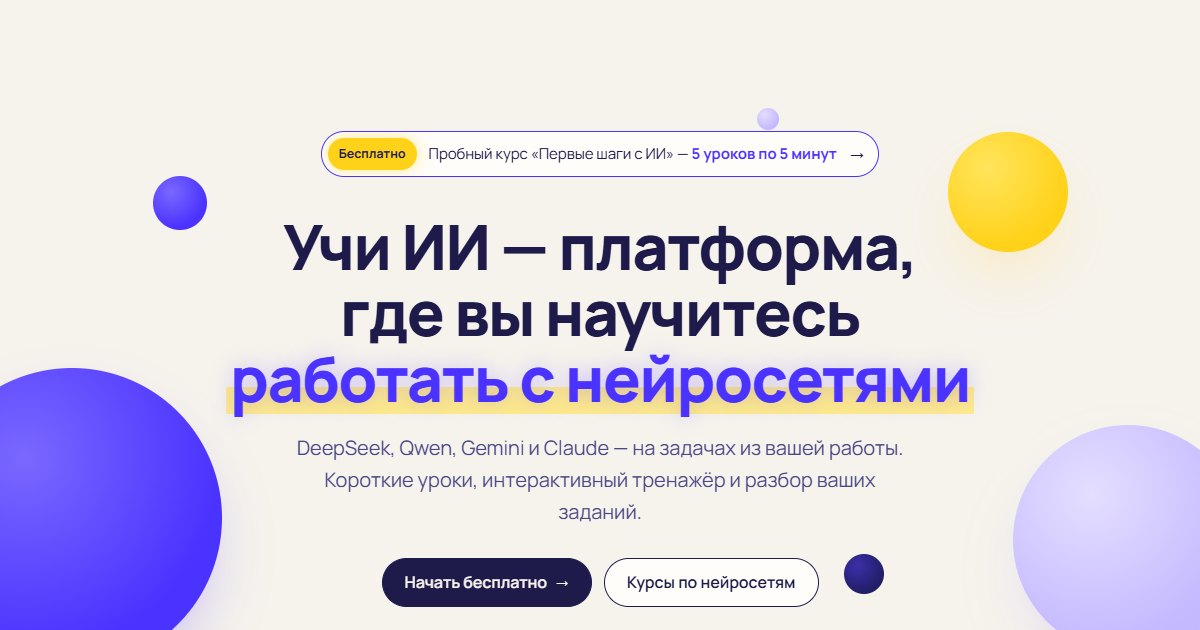 Бесплатно Пробный курс «Первые шаги с ИИ» — 5 уроков по 5 минут →
Учи ИИ — платформа,
где вы научитесь
работать с нейросетями
DeepSeek, Qwen, Gemini и Claude — на задачах из вашей работы.
Короткие уроки, интерактивный тренажёр и разбор ваших
заданий.
Начать бесплатно → Курсы по нейросетям